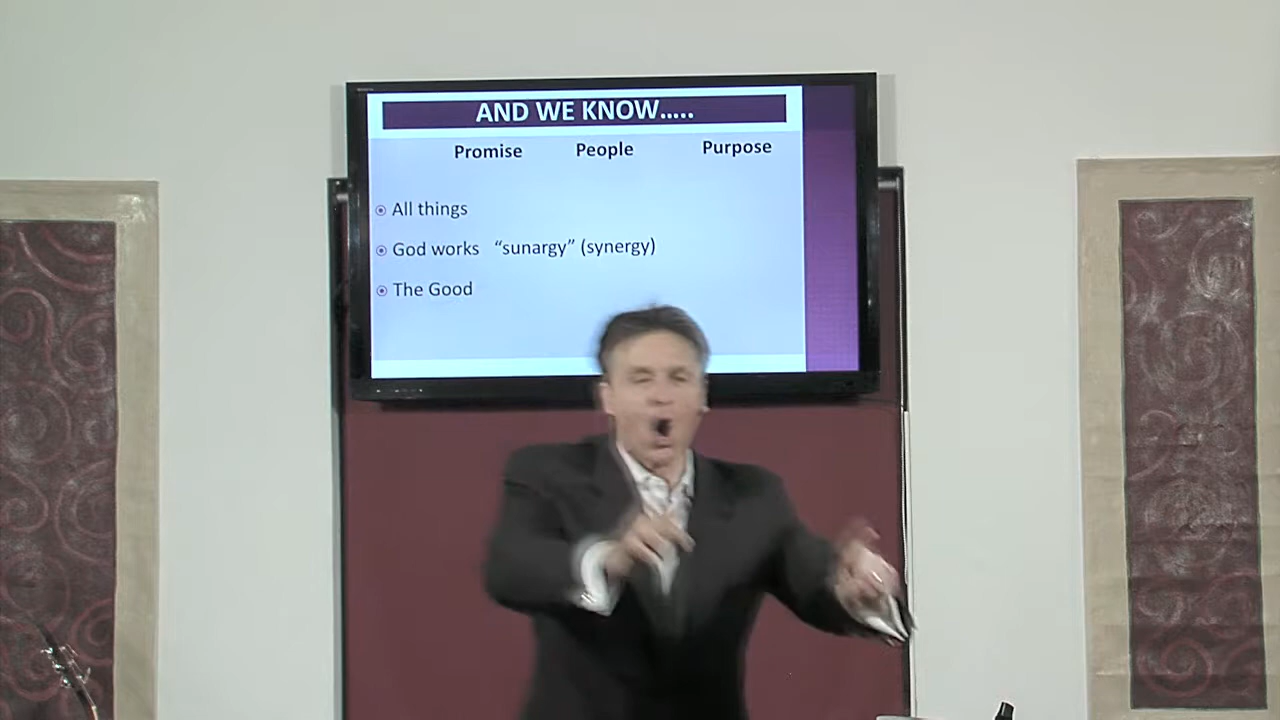 AND WE KNOW.....
Promise People Purpose
All things
God works “sunargy” (synergy)
The Good